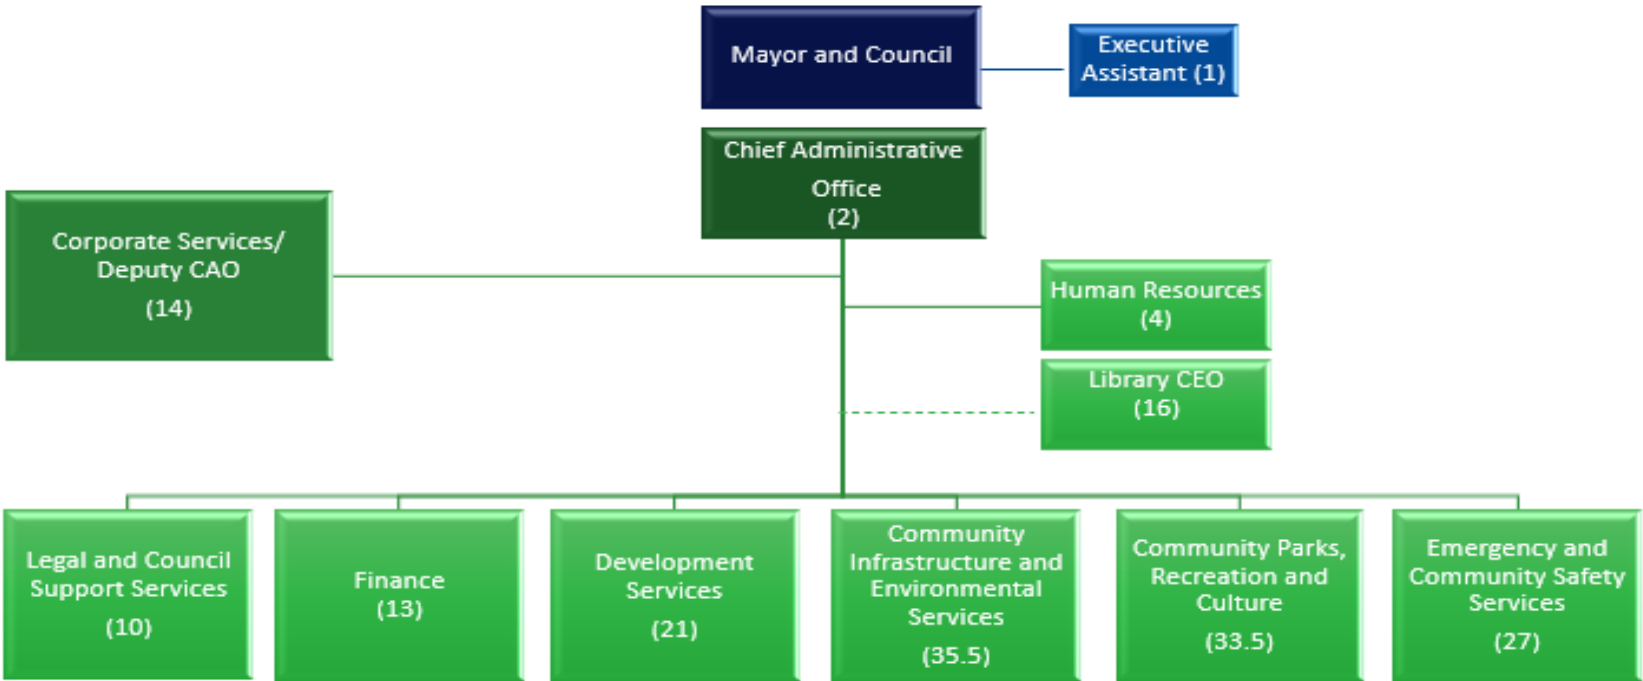 Mayor and Council
Executive
Assistant (1)
Chief Administrative
Office
(2)
Corporate Services/
Deputy CAO
(14)
Human Resources
(4)
Library CEO
(16)
Legal and Council
Support Services
(10)
Finance
(13)
Development
Services
(21)
Community
Infrastructure and
Environmental
Services
(35.5)
Community Parks,
Recreation and
Culture
(33.5)
Emergency and
Community Safety
Services
(27)